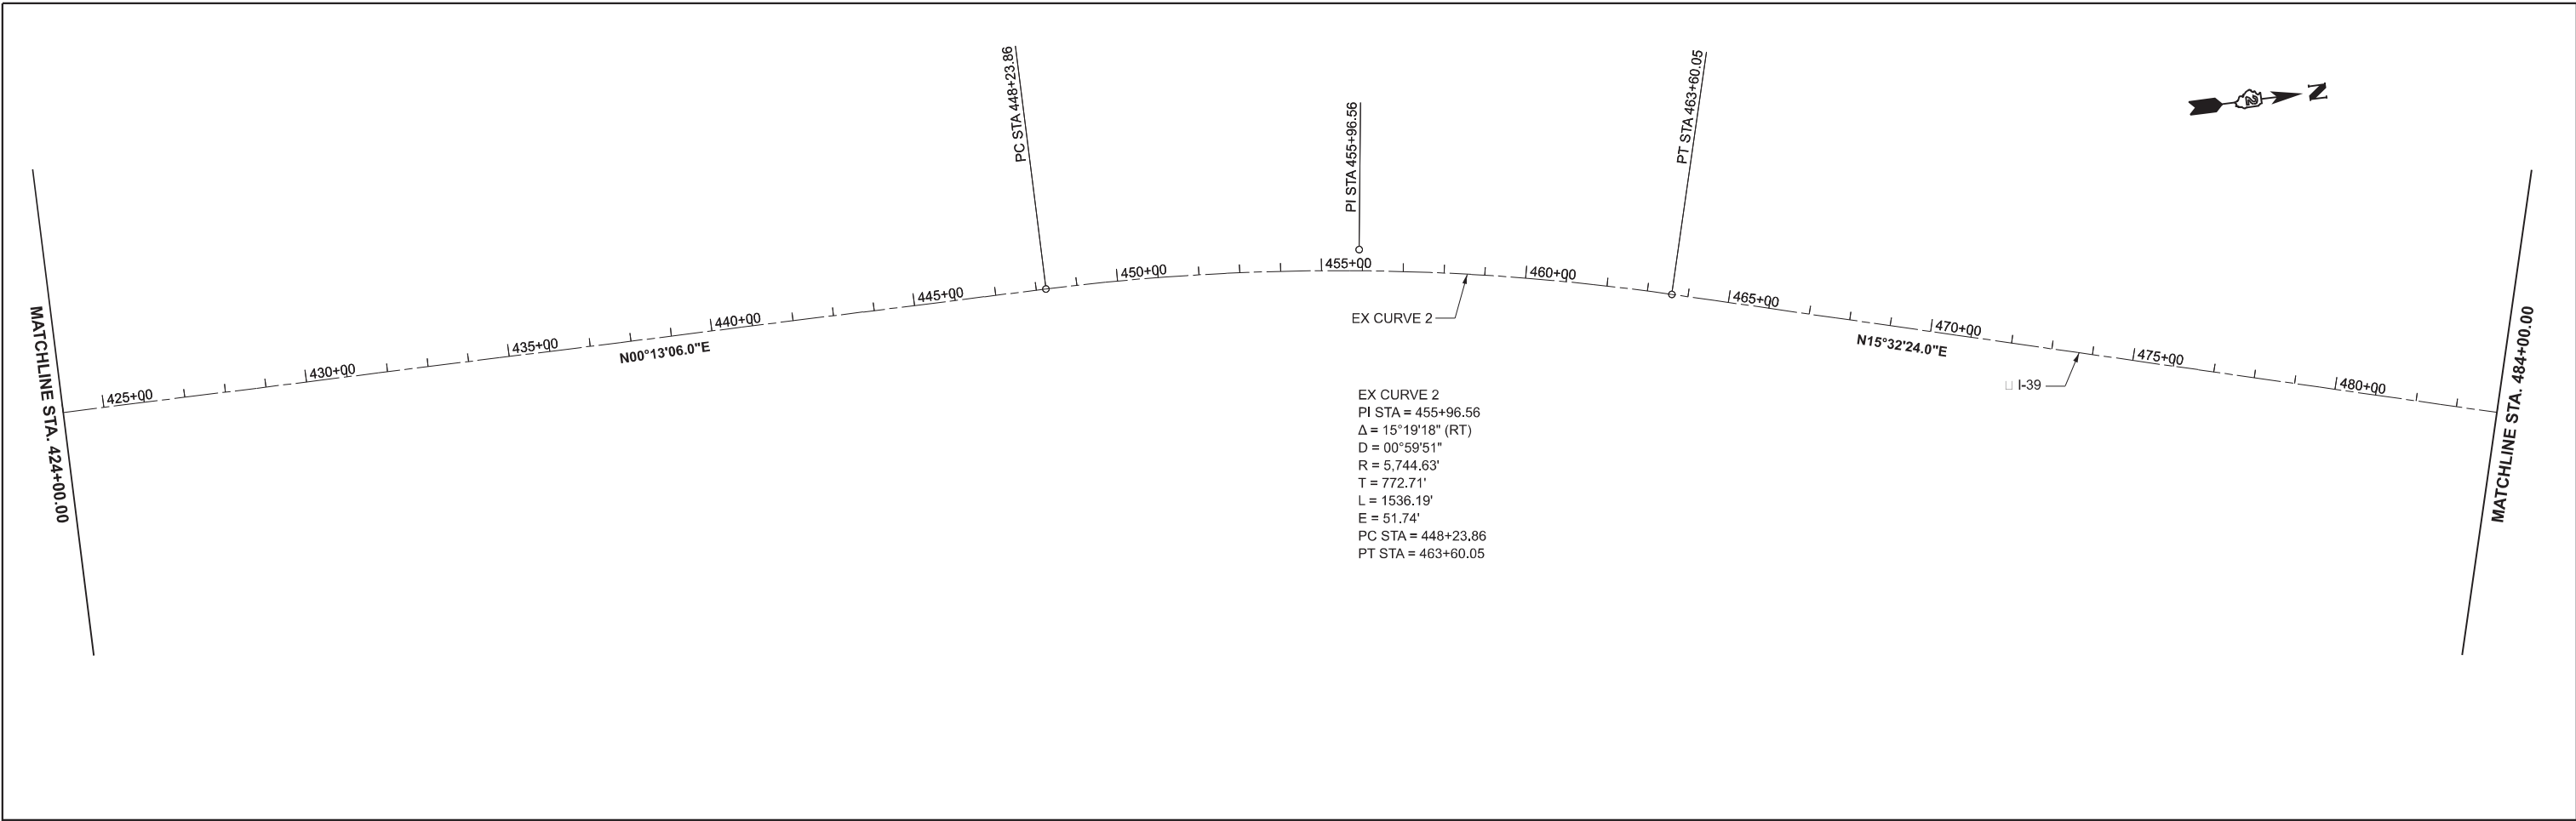 PC STA 448+23.86
PI STA 455+96.56
PT STA 463+60.05
N
2
MATCHLINE STA. 424+00.00
425+00
430+00
435+00
440+00
445+00
450+00
455+00
460+00
465+00
470+00
475+00
480+00
N00°13'06.0"E
EX CURVE 2
N15°32'24.0"E
I-39
MATCHLINE STA. 484+00.00
EX CURVE 2
PI STA = 455+96.56
Δ = 15°19'18" (RT)
D = 00°59'51"
R = 5,744.63'
T = 772.71'
L = 1536.19'
E = 51.74'
PC STA = 448+23.86
PT STA = 463+60.05